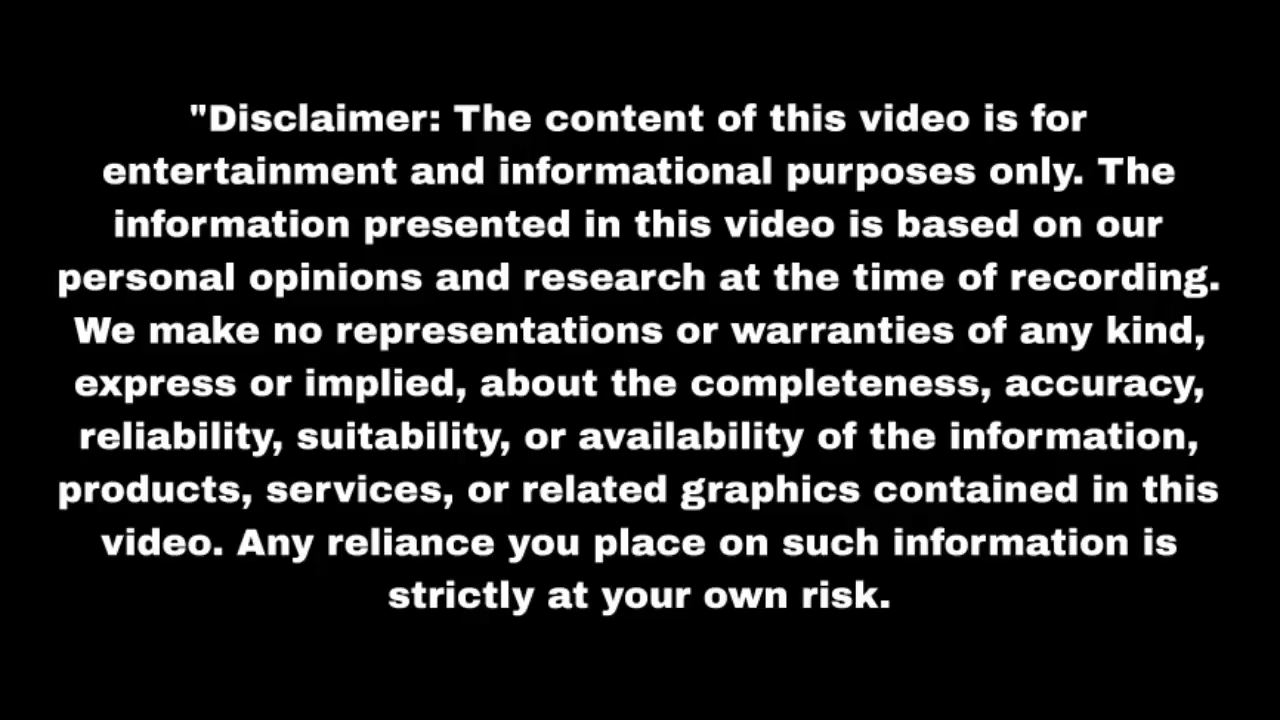 "Disclaimer: The content of this video is for
entertainment and informational purposes only. The
information presented in this video is based on our
personal opinions and research at the time of recording.
We make no representations or warranties of any kind,
express or implied, about the completeness, accuracy,
reliability, suitability, or availability of the information,
products, services, or related graphics contained in this
video. Any reliance you place on such information is
strictly at your own risk.